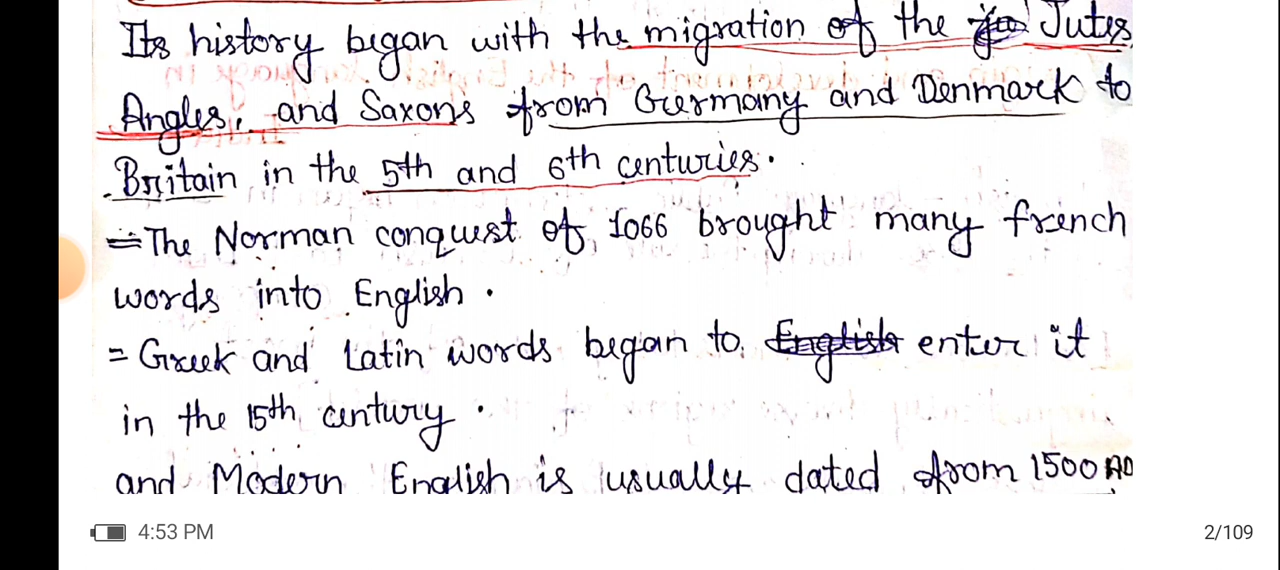 Its history began with the migration of the Jutes
Angles, and Saxons from Germany and Denmark to
Britain in the 5th and 6th centuries.
=The Norman conquest of 1066 brought many french
words into English.
= Greek and Latin words began to English enter it
in the 15th century.
and Modern English is usually dated from 1500 AD
4:53 PM
2/109